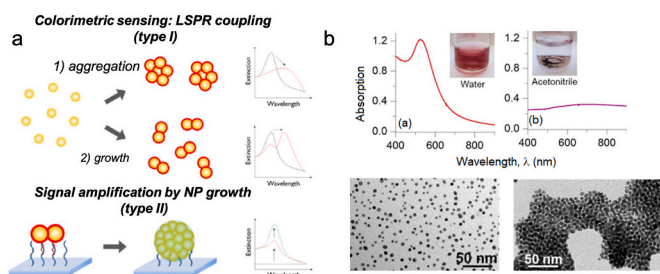 a
Colorimetric sensing: LSPR coupling
(type I)
1) aggregation
2) growth
Extinction
Wavelength
Extinction
Wavelength
Signal amplification by NP growth
(type II)
Extinction
Wavelength
b
Absorption
1.2
0.8
0.4
0.0
400
600
800
(a)
Water
1.2
0.8
0.4
0.0
400
600
800
(b)
Acetonitrile
Wavelength, λ (nm)
50 nm
50 nm